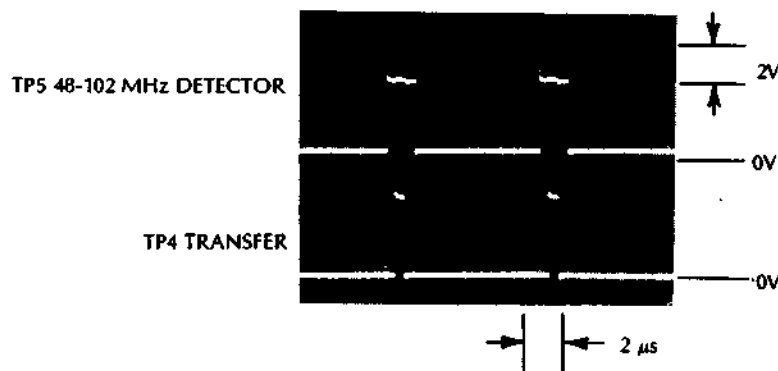 TP5 48-102 MHz DETECTOR
2V
0V
TP4 TRANSFER
0V
2 µs